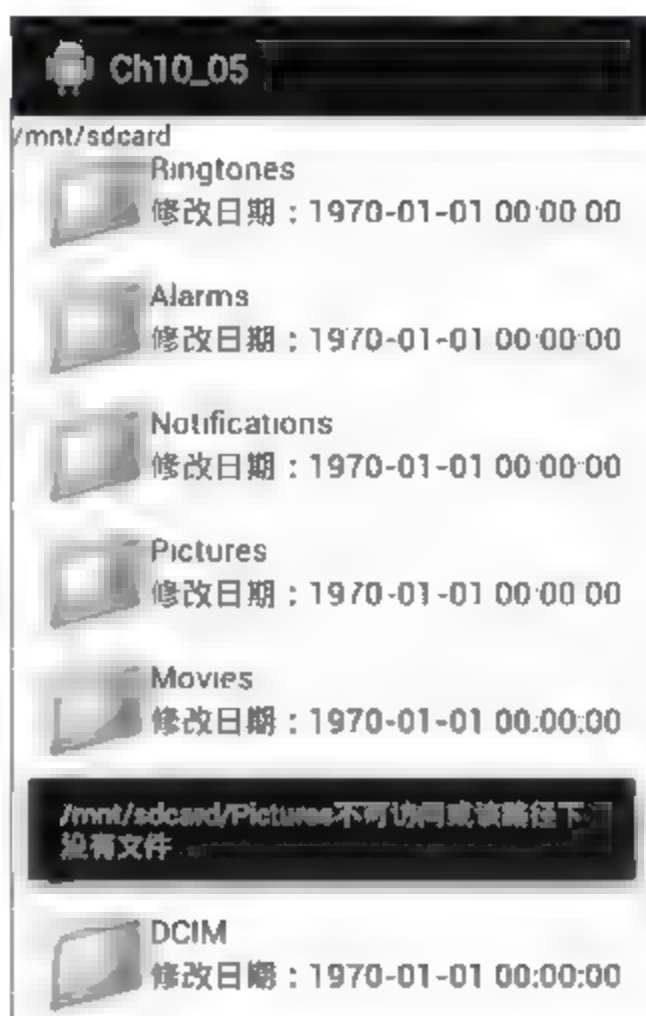 Ch10_05
/mnt/sdcard
Ringtones
修改日期：1970-01-01 00:00:00
Alarms
修改日期：1970-01-01 00:00:00
Notifications
修改日期：1970-01-01 00:00:00
Pictures
修改日期：1970-01-01 00:00:00
Movies
修改日期：1970-01-01 00:00:00
/mnt/sdcard/Pictures不可访问或该路径下
没有文件
DCIM
修改日期：1970-01-01 00:00:00